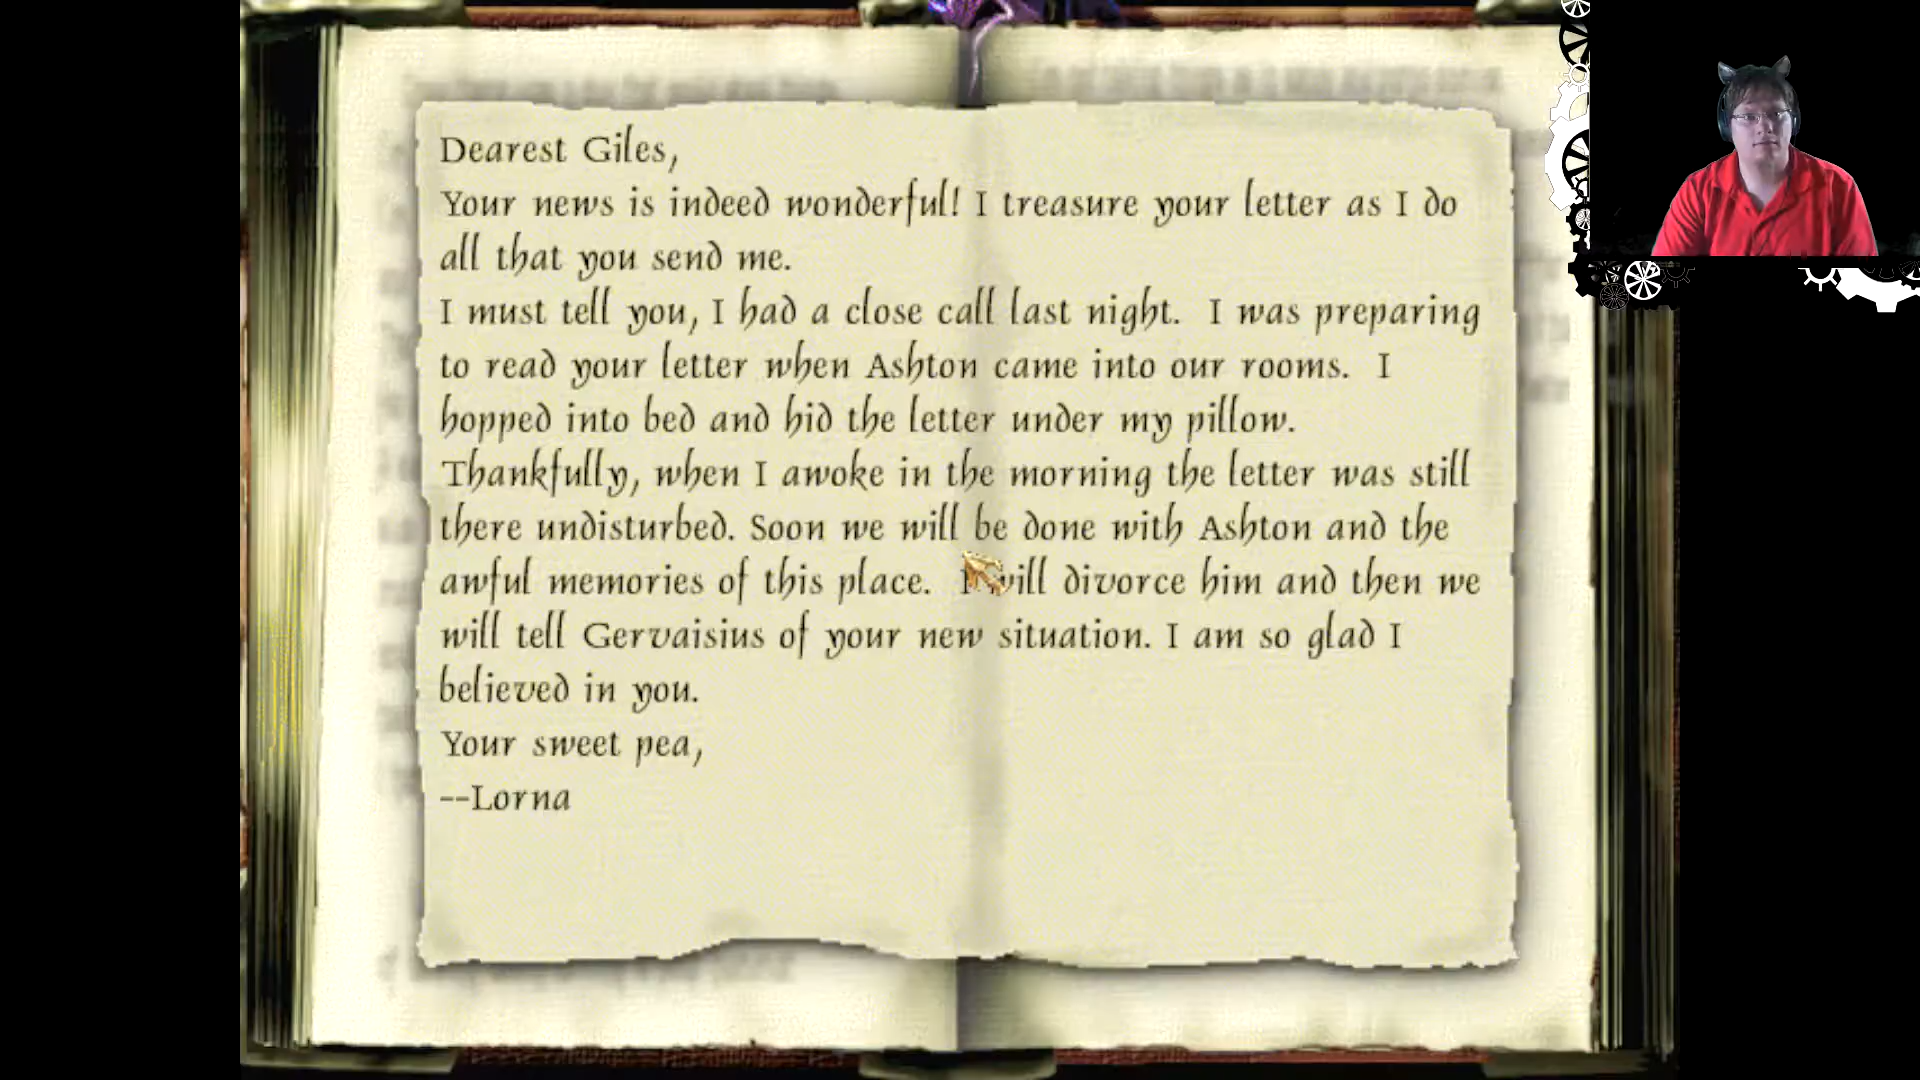 Dearest Giles,
Your news is indeed wonderful! I treasure your letter as I do
all that you send me.
I must tell you, I had a close call last night. I was preparing
to read your letter when Ashton came into our rooms. I
hopped into bed and hid the letter under my pillow.
Thankfully, when I awoke in the morning the letter was still
there undisturbed. Soon we will be done with Ashton and the
awful memories of this place. I will divorce him and then we
will tell Gervaisius of your new situation. I am so glad I
believed in you.
Your sweet pea,
--Lorna